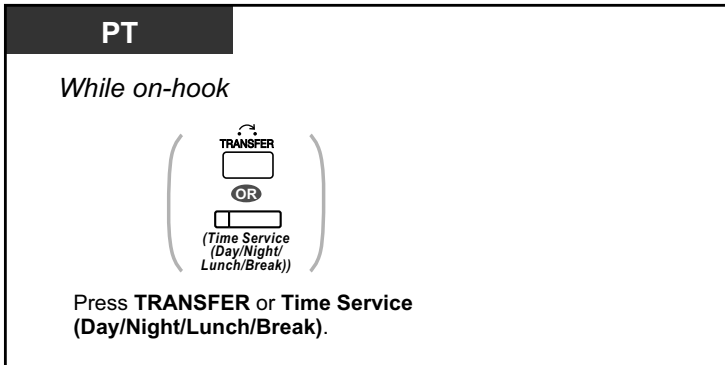 PT
While on-hook
TRANSFER
OR
(Time Service
(Day/Night/
Lunch/Break))
Press TRANSFER or Time Service
(Day/Night/Lunch/Break).